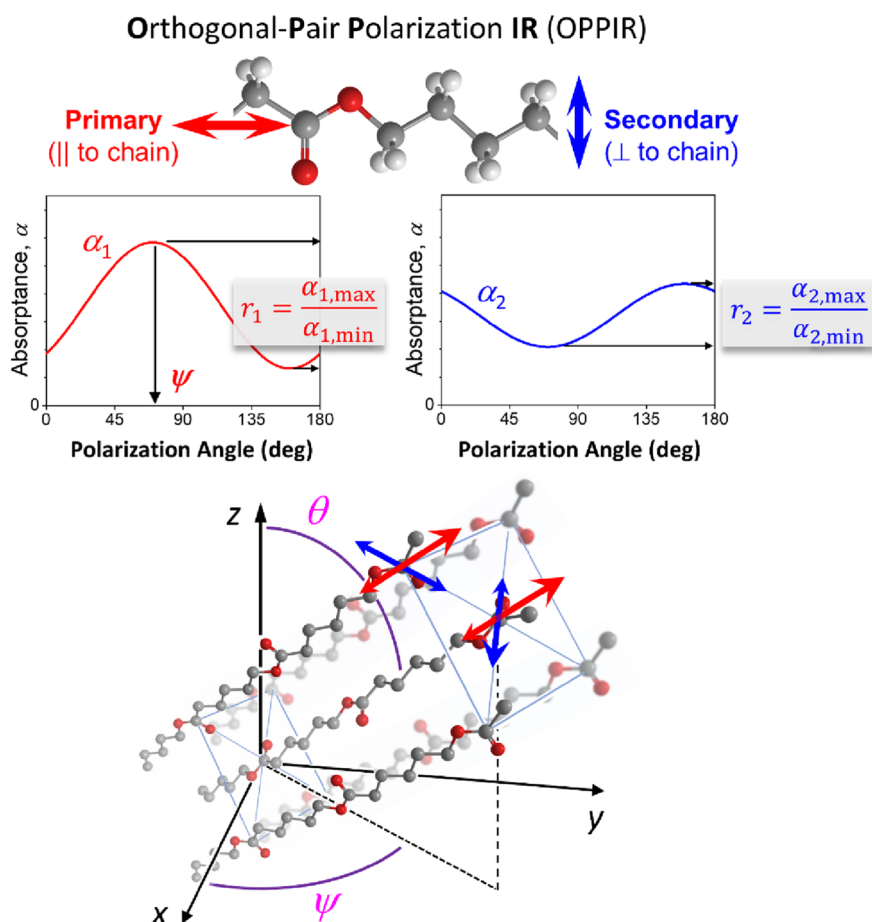 Orthogonal-Pair Polarization IR (OPPIR)
Primary
(|| to chain)
Secondary
(⊥ to chain)
Absorptance, α
α₁
r₁ = α₁,max / α₁,min
ψ
0
0 45 90 135 180
Polarization Angle (deg)
Absorptance, α
α₂
r₂ = α₂,max / α₂,min
0
0 45 90 135 180
Polarization Angle (deg)
z
θ
y
x
ψ